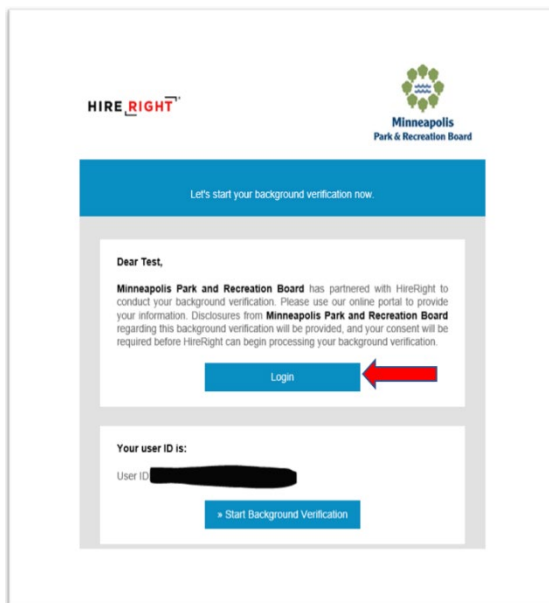 HIRE RIGHT
Minneapolis
Park & Recreation Board
Let's start your background verification now.
Dear Test,
Minneapolis Park and Recreation Board has partnered with HireRight to
conduct your background verification. Please use our online portal to provide
your information. Disclosures from Minneapolis Park and Recreation Board
regarding this background verification will be provided, and your consent will be
required before HireRight can begin processing your background verification.
Login
Your user ID is:
User ID
» Start Background Verification